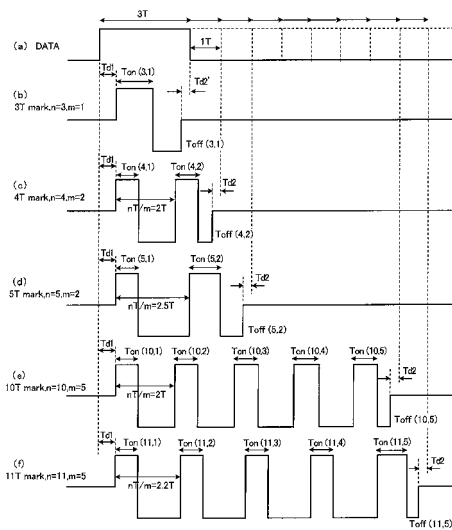 3T
(a) DATA
1T
Td1
Ton (3,1)
Td2'
(b)
3T mark,n=3,m=1
Toff (3,1)
Td1
Ton (4,1)
Ton (4,2)
Td2
(c)
4T mark,n=4,m=2
nT/m=2T
Toff (4,2)
Td1
Ton (5,1)
Ton (5,2)
Td2
(d)
5T mark,n=5,m=2
nT/m=2.5T
Toff (5,2)
Td1
Ton (10,1)
Ton (10,2)
Ton (10,3)
Ton (10,4)
Ton (10,5)
Td2
(e)
10T mark,n=10,m=5
nT/m=2T
Toff (10,5)
Td1
Ton (11,1)
Ton (11,2)
Ton (11,3)
Ton (11,4)
Ton (11,5)
Td2
(f)
11T mark,n=11,m=5
nT/m=2.2T
Toff (11,5)